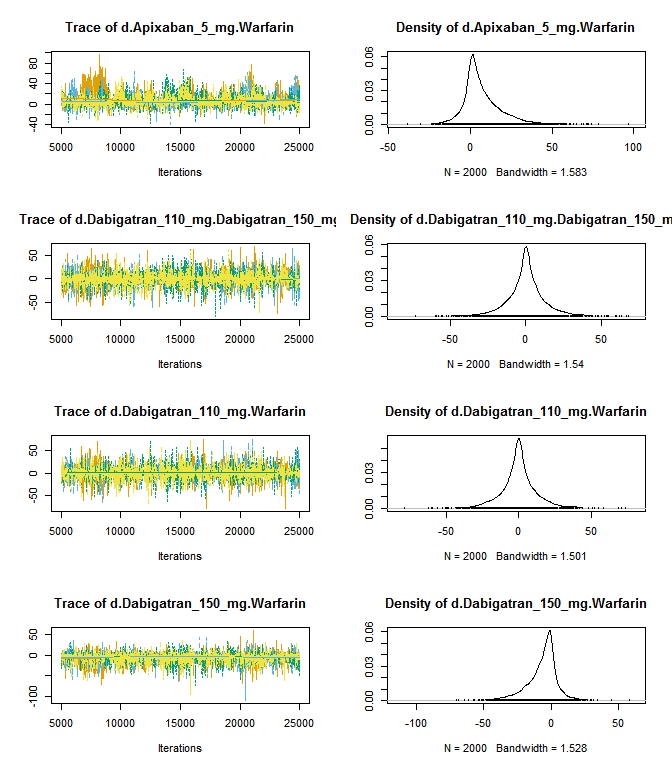 Trace of d.Apixaban_5_mg.Warfarin
Density of d.Apixaban_5_mg.Warfarin
-40 0 40 80
5000 10000 15000 20000 25000
Iterations
0.00 0.03 0.06
-50 0 50 100
N = 2000 Bandwidth = 1.583
Trace of d.Dabigatran_110_mg.Dabigatran_150_mg
Density of d.Dabigatran_110_mg.Dabigatran_150_m
-50 0 50
5000 10000 15000 20000 25000
Iterations
0.00 0.03 0.06
-50 0 50
N = 2000 Bandwidth = 1.54
Trace of d.Dabigatran_110_mg.Warfarin
Density of d.Dabigatran_110_mg.Warfarin
-50 0 50
5000 10000 15000 20000 25000
Iterations
0.00 0.03
-50 0 50
N = 2000 Bandwidth = 1.501
Trace of d.Dabigatran_150_mg.Warfarin
Density of d.Dabigatran_150_mg.Warfarin
-100 0 50
5000 10000 15000 20000 25000
Iterations
0.00 0.03 0.06
-100 -50 0 50
N = 2000 Bandwidth = 1.528